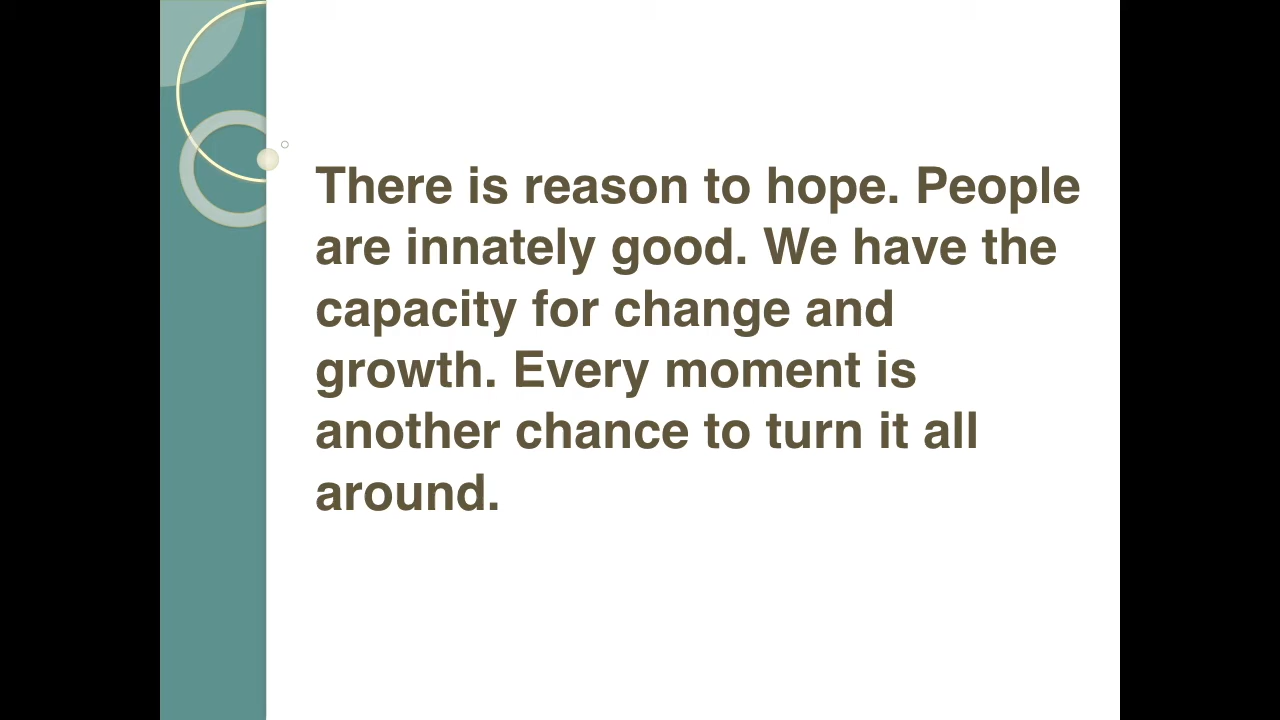 There is reason to hope. People
are innately good. We have the
capacity for change and
growth. Every moment is
another chance to turn it all
around.